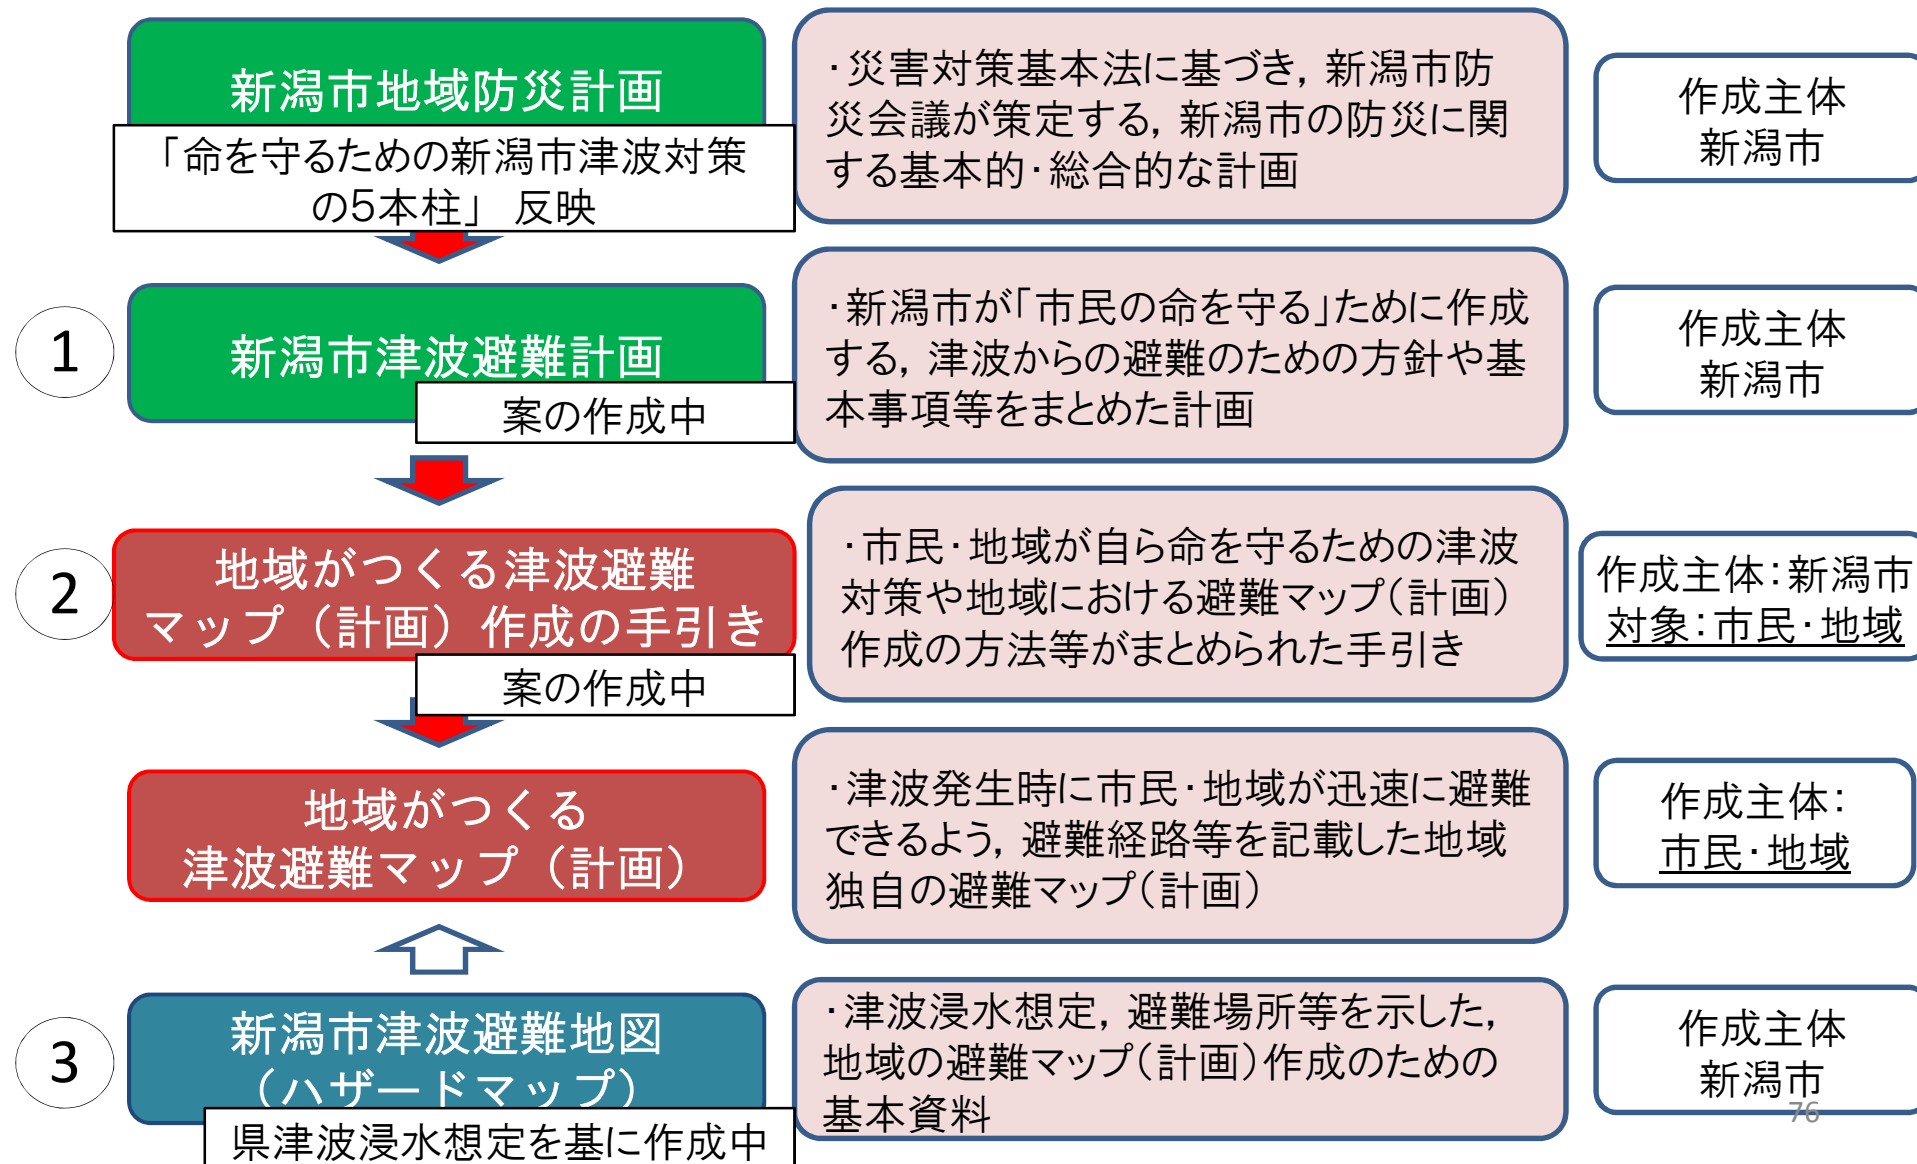 新潟市地域防災計画
「命を守るための新潟市津波対策
の5本柱」 反映
・災害対策基本法に基づき，新潟市防
災会議が策定する，新潟市の防災に関
する基本的・総合的な計画
作成主体
新潟市
1
新潟市津波避難計画
案の作成中
・新潟市が「市民の命を守る」ために作成
する，津波からの避難のための方針や基
本事項等をまとめた計画
作成主体
新潟市
2
地域がつくる津波避難
マップ（計画）作成の手引き
案の作成中
・市民・地域が自ら命を守るための津波
対策や地域における避難マップ（計画）
作成の方法等がまとめられた手引き
作成主体：新潟市
対象：市民・地域
地域がつくる
津波避難マップ（計画）
・津波発生時に市民・地域が迅速に避難
できるよう，避難経路等を記載した地域
独自の避難マップ（計画）
作成主体：
市民・地域
3
新潟市津波避難地図
（ハザードマップ）
県津波浸水想定を基に作成中
・津波浸水想定，避難場所等を示した，
地域の避難マップ（計画）作成のための
基本資料
作成主体
新潟市
76